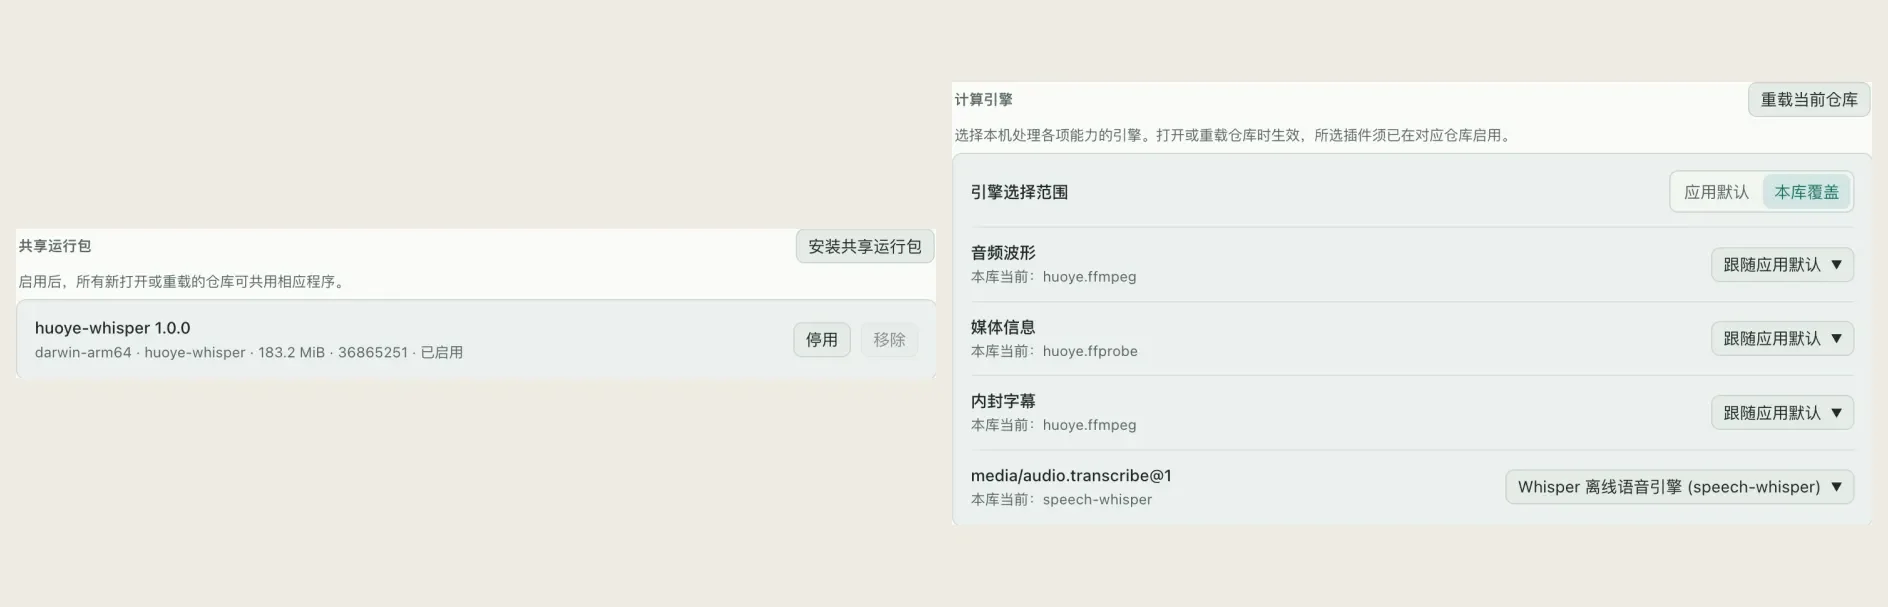 共享运行包
安装共享运行包
启用后，所有新打开或重载的仓库可共用相应程序。
huoye-whisper 1.0.0
darwin-arm64 · huoye-whisper · 183.2 MiB · 36865251 · 已启用
停用
移除
计算引擎
重载当前仓库
选择本机处理各项能力的引擎。打开或重载仓库时生效，所选插件须已在对应仓库启用。
引擎选择范围
应用默认
本库覆盖
音频波形
本库当前：huoye.ffmpeg
跟随应用默认 ▼
媒体信息
本库当前：huoye.ffprobe
跟随应用默认 ▼
内封字幕
本库当前：huoye.ffmpeg
跟随应用默认 ▼
media/audio.transcribe@1
本库当前：speech-whisper
Whisper 离线语音引擎 (speech-whisper) ▼